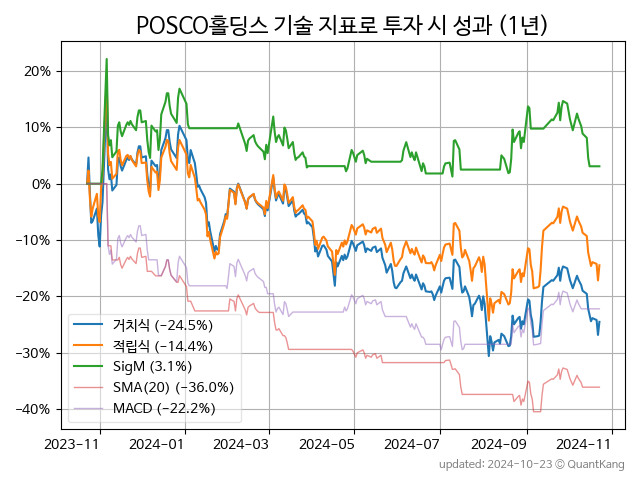 POSCO홀딩스 기술 지표로 투자 시 성과 (1년)
20%
10%
0%
−10%
−20%
−30%
−40%
거치식 (−24.5%)
적립식 (−14.4%)
SigM (3.1%)
SMA(20) (−36.0%)
MACD (−22.2%)
2023−11
2024−01
2024−03
2024−05
2024−07
2024−09
2024−11
updated: 2024−10−23 © QuantKang